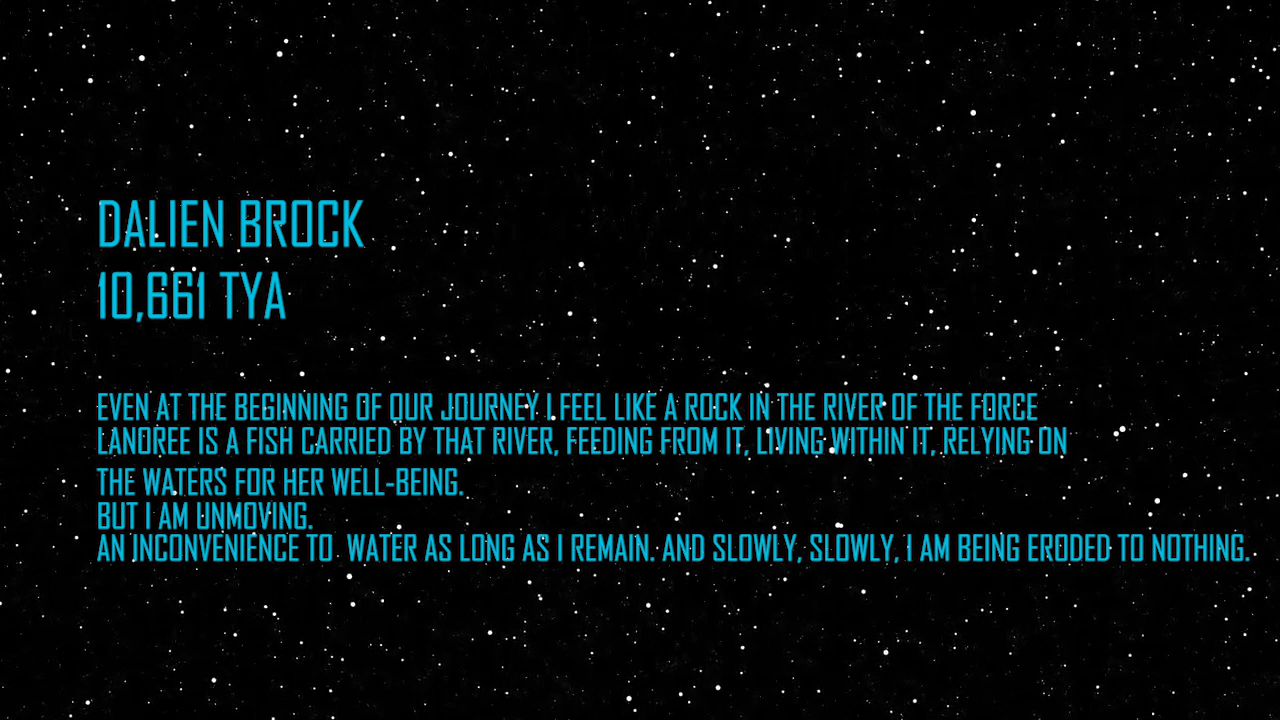 DALIEN BROCK
10,661 TYA
EVEN AT THE BEGINNING OF OUR JOURNEY I FEEL LIKE A ROCK IN THE RIVER OF THE FORCE
LANOREE IS A FISH CARRIED BY THAT RIVER, FEEDING FROM IT, LIVING WITHIN IT, RELYING ON
THE WATERS FOR HER WELL-BEING.
BUT I AM UNMOVING.
AN INCONVENIENCE TO WATER AS LONG AS I REMAIN. AND SLOWLY, SLOWLY, I AM BEING ERODED TO NOTHING.